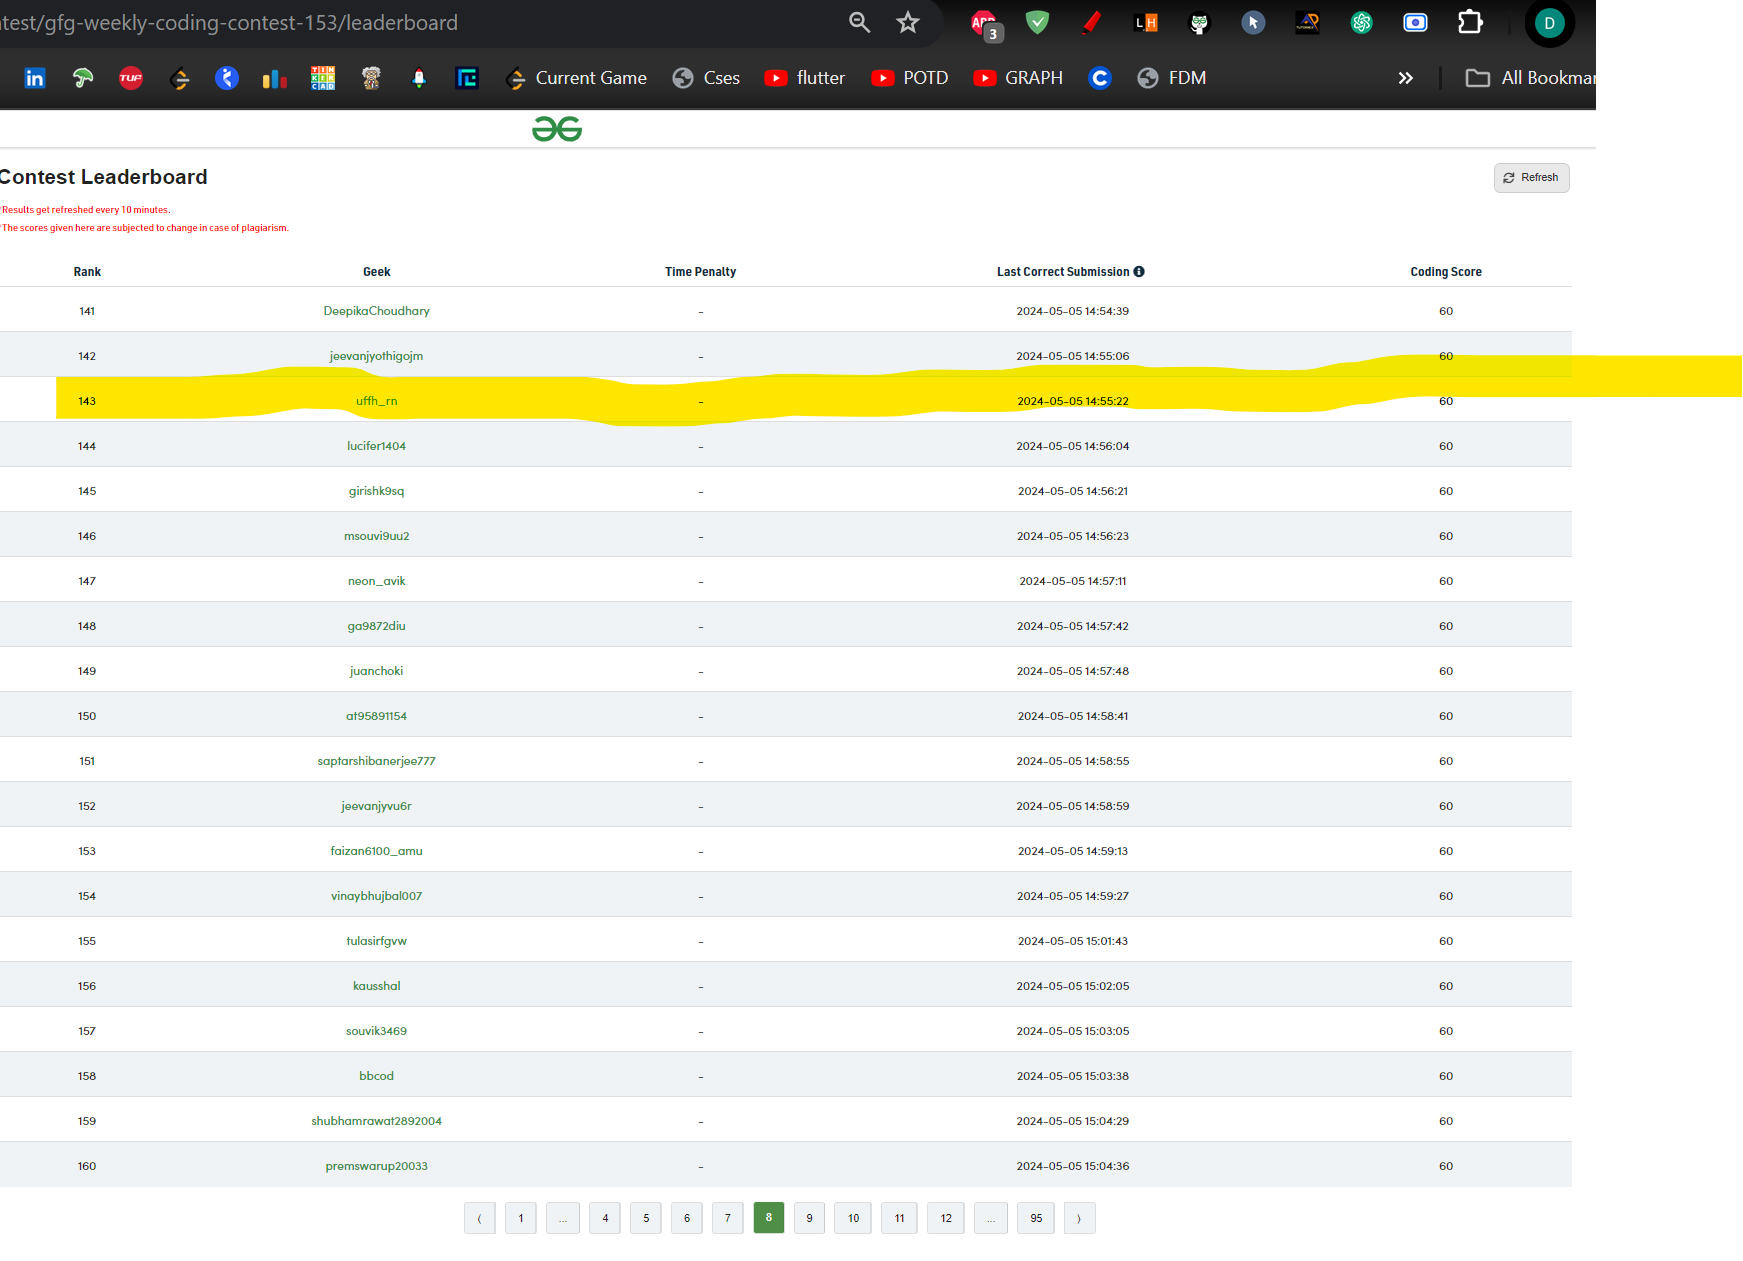 test/gfg-weekly-coding-contest-153/leaderboard
3
D
in TUF Current Game Cses flutter POTD GRAPH C FDM » All Bookmar
Contest Leaderboard
Refresh
*Results get refreshed every 10 minutes.
*The scores given here are subjected to change in case of plagiarism.
Rank Geek Time Penalty Last Correct Submission Coding Score
141 DeepikaChoudhary - 2024-05-05 14:54:39 60
142 jeevanjyothigojm - 2024-05-05 14:55:06 60
143 uffh_rn - 2024-05-05 14:55:22 60
144 lucifer1404 - 2024-05-05 14:56:04 60
145 girishk9sq - 2024-05-05 14:56:21 60
146 msouvi9uu2 - 2024-05-05 14:56:23 60
147 neon_avik - 2024-05-05 14:57:11 60
148 ga9872diu - 2024-05-05 14:57:42 60
149 juanchoki - 2024-05-05 14:57:48 60
150 at95891154 - 2024-05-05 14:58:41 60
151 saptarshibanerjee777 - 2024-05-05 14:58:55 60
152 jeevanjyvu6r - 2024-05-05 14:58:59 60
153 faizan6100_amu - 2024-05-05 14:59:13 60
154 vinaybhujbal007 - 2024-05-05 14:59:27 60
155 tulasirfgvw - 2024-05-05 15:01:43 60
156 kausshal - 2024-05-05 15:02:05 60
157 souvik3469 - 2024-05-05 15:03:05 60
158 bbcod - 2024-05-05 15:03:38 60
159 shubhamrawat2892004 - 2024-05-05 15:04:29 60
160 premswarup20033 - 2024-05-05 15:04:36 60
⟨ 1 ... 4 5 6 7 8 9 10 11 12 ... 95 ⟩